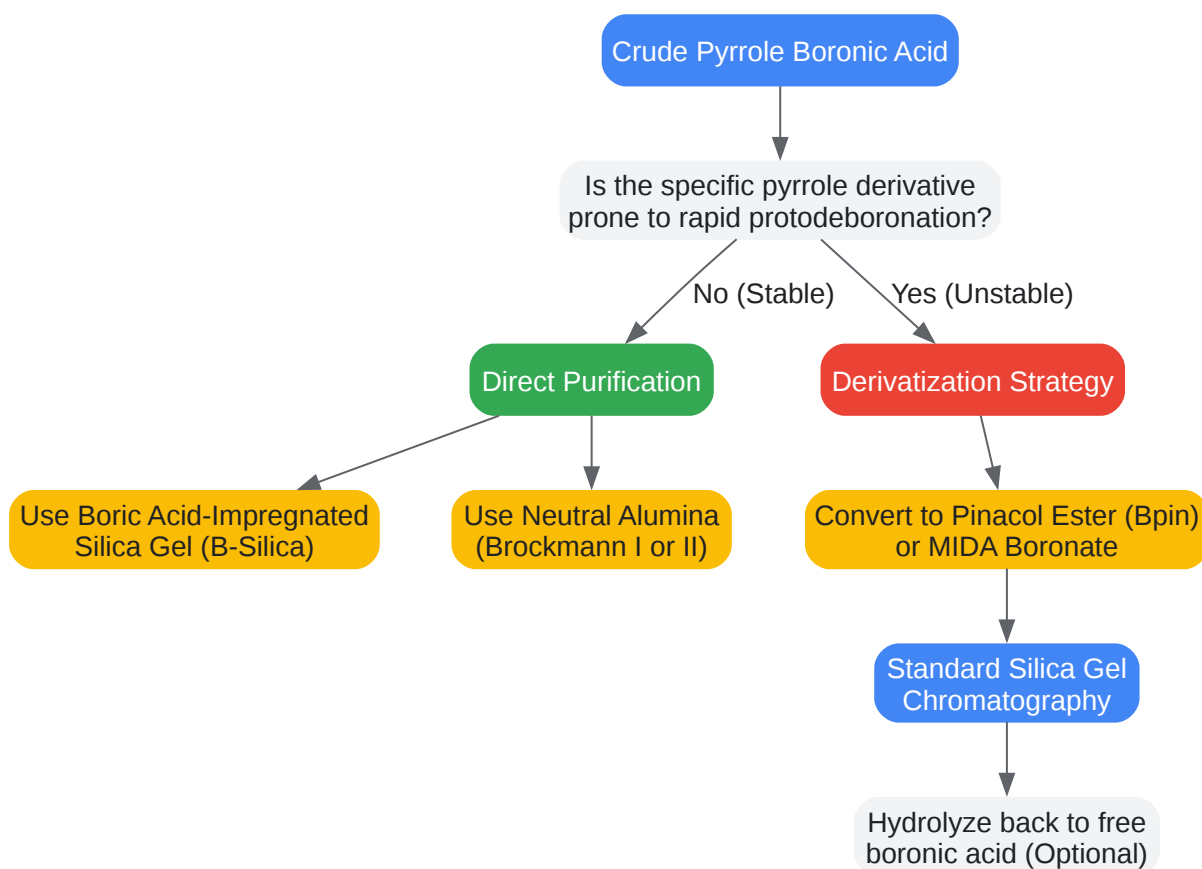 Crude Pyrrole Boronic Acid
Is the specific pyrrole derivative
prone to rapid protodeboronation?
No (Stable)
Yes (Unstable)
Direct Purification
Derivatization Strategy
Use Boric Acid-Impregnated
Silica Gel (B-Silica)
Use Neutral Alumina
(Brockmann I or II)
Convert to Pinacol Ester (Bpin)
or MIDA Boronate
Standard Silica Gel
Chromatography
Hydrolyze back to free
boronic acid (Optional)